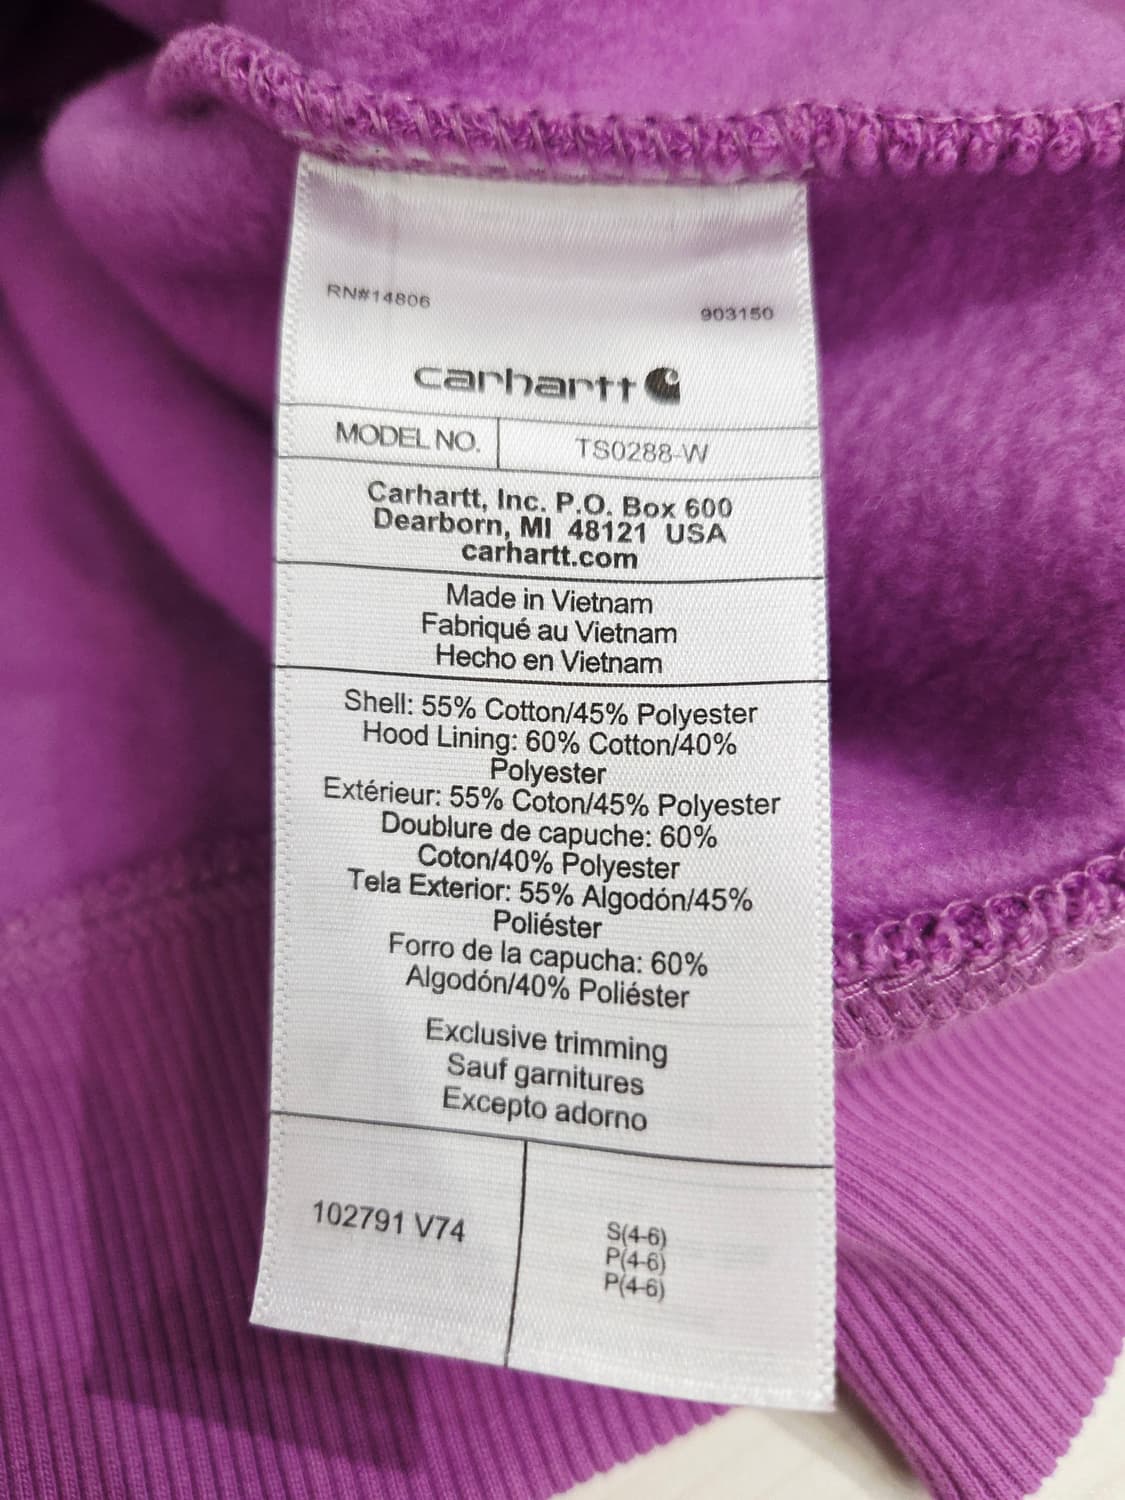 RN#14806
903150
carhartt
MODEL NO. TS0288-W
Carhartt, Inc. P.O. Box 600
Dearborn, MI 48121 USA
carhartt.com
Made in Vietnam
Fabriqué au Vietnam
Hecho en Vietnam
Shell: 55% Cotton/45% Polyester
Hood Lining: 60% Cotton/40%
Polyester
Extérieur: 55% Coton/45% Polyester
Doublure de capuche: 60%
Coton/40% Polyester
Tela Exterior: 55% Algodón/45%
Poliéster
Forro de la capucha: 60%
Algodón/40% Poliéster
Exclusive trimming
Sauf garnitures
Excepto adorno
102791 V74
S(4-6)
P(4-6)
P(4-6)